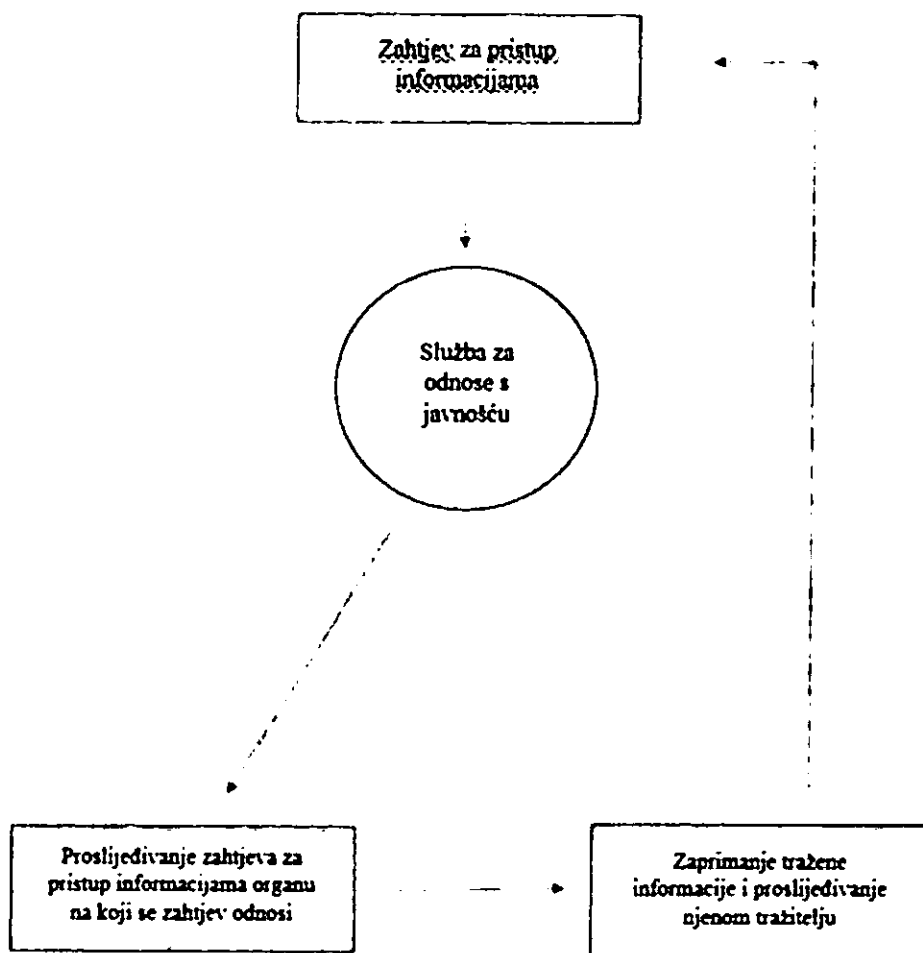 Zahtjev za pristup
informacijama
Služba za
odnose s
javnošću
Proslijeđivanje zahtjeva za
pristup informacijama organu
na koji se zahtjev odnosi
Zaprimanje tražene
informacije i proslijeđivanje
njenom tražitelju